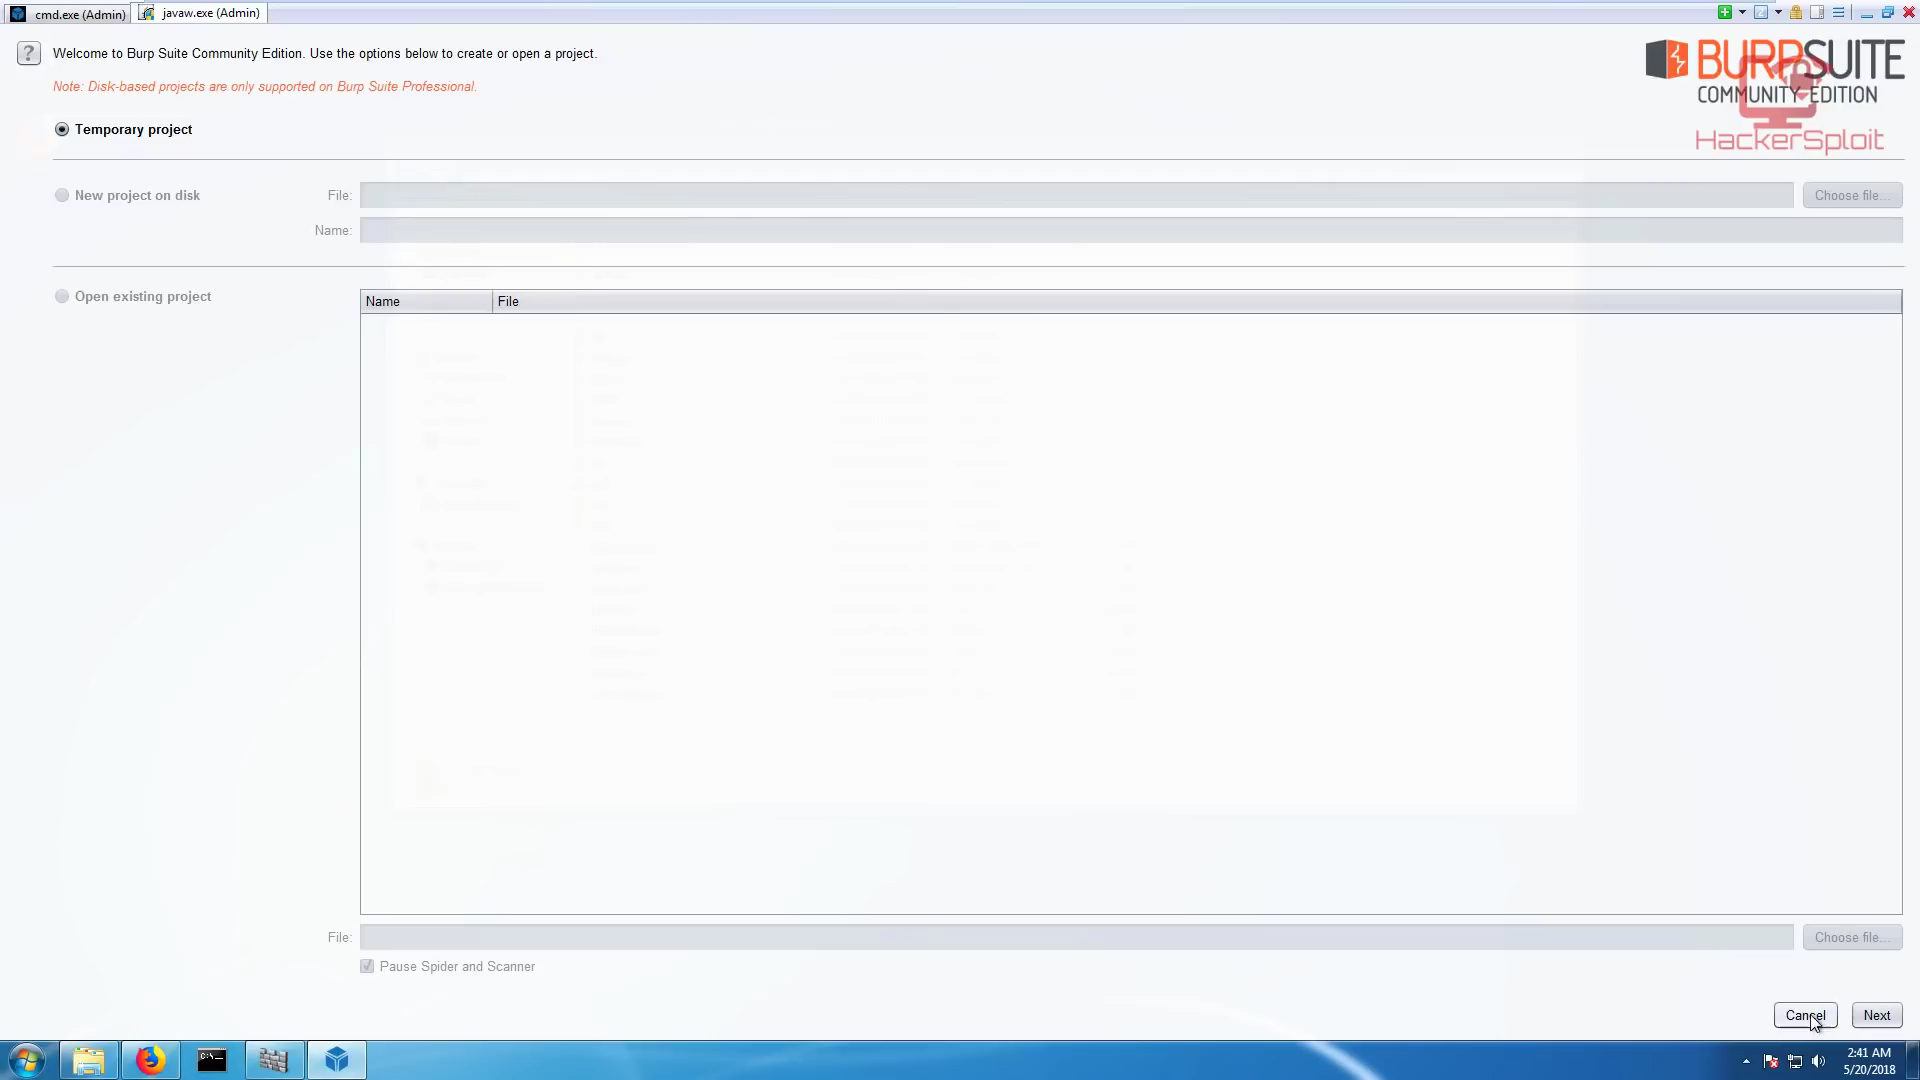 cmd.exe (Admin)
javaw.exe (Admin)
Welcome to Burp Suite Community Edition. Use the options below to create or open a project.
Note: Disk-based projects are only supported on Burp Suite Professional.
BURPSUITE
COMMUNITY EDITION
HackerSploit
Temporary project
New project on disk
File:
Choose file...
Name:
Open existing project
Name
File
File:
Choose file...
Pause Spider and Scanner
Cancel
Next
C:\_
2:41 AM
5/20/2018